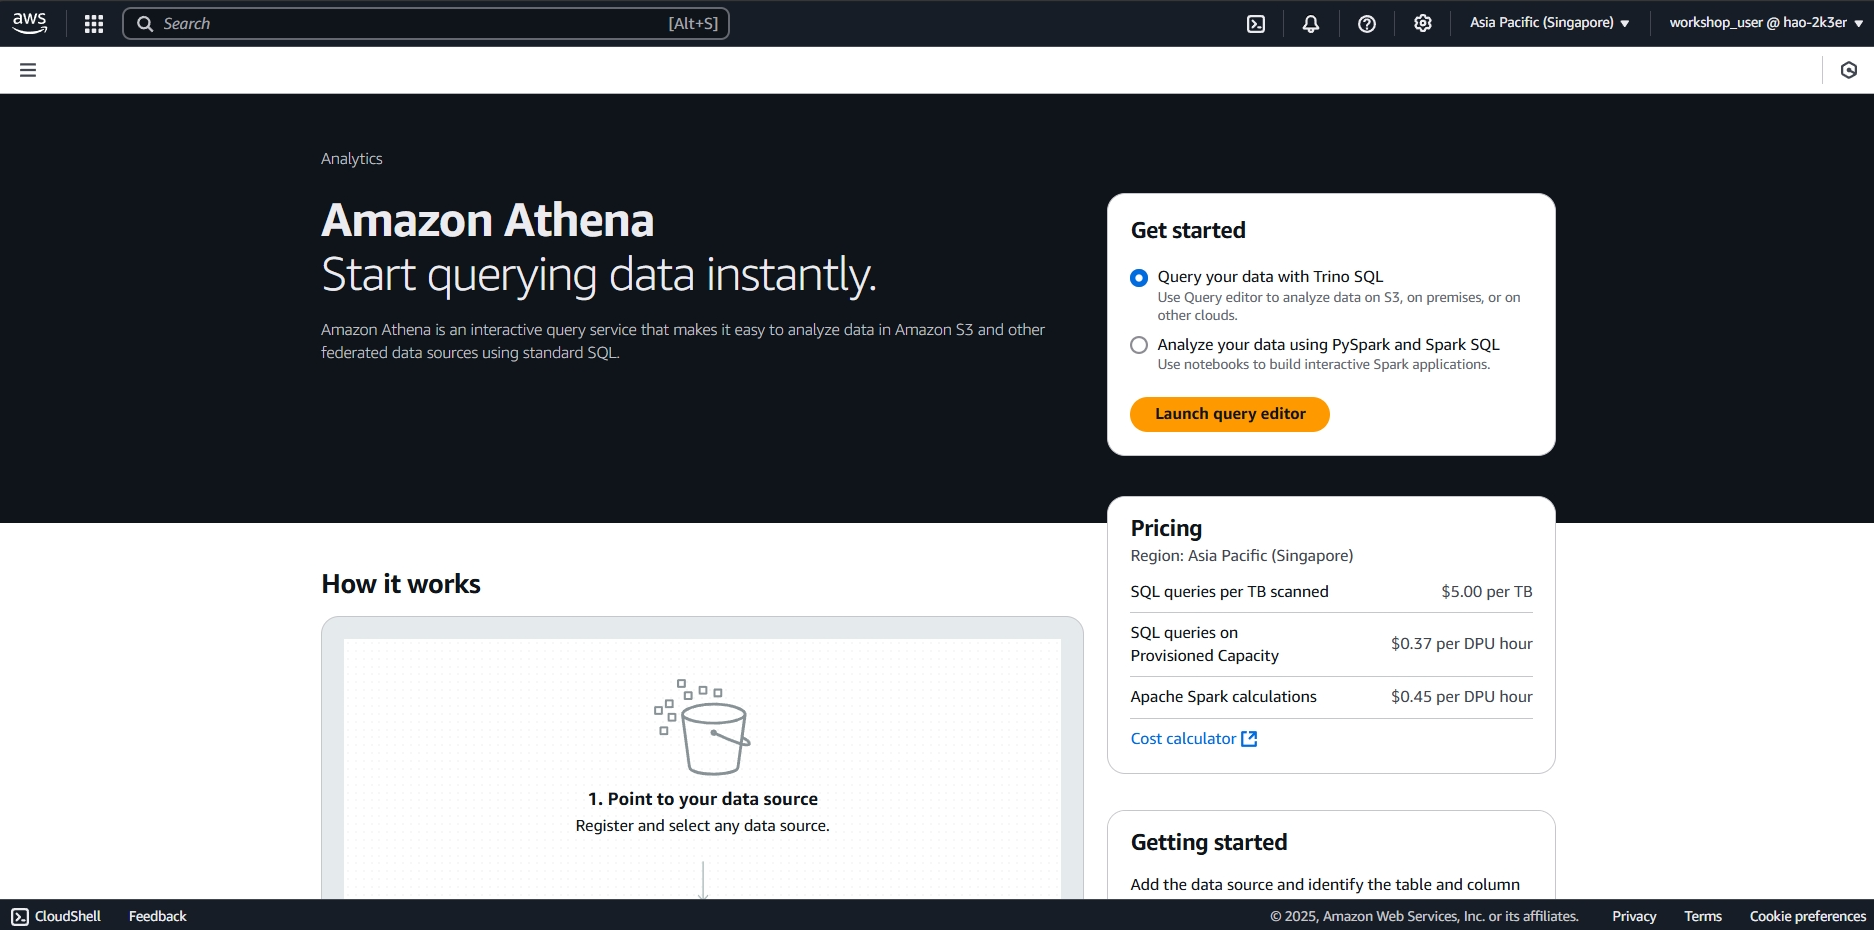 aws
Search
[Alt+S]
Asia Pacific (Singapore)
workshop_user @ hao-2k3er
Analytics
Amazon Athena
Start querying data instantly.
Amazon Athena is an interactive query service that makes it easy to analyze data in Amazon S3 and other
federated data sources using standard SQL.
Get started
Query your data with Trino SQL
Use Query editor to analyze data on S3, on premises, or on
other clouds.
Analyze your data using PySpark and Spark SQL
Use notebooks to build interactive Spark applications.
Launch query editor
Pricing
Region: Asia Pacific (Singapore)
SQL queries per TB scanned
$5.00 per TB
SQL queries on
Provisioned Capacity
$0.37 per DPU hour
Apache Spark calculations
$0.45 per DPU hour
Cost calculator
How it works
1. Point to your data source
Register and select any data source.
Getting started
Add the data source and identify the table and column
CloudShell
Feedback
© 2025, Amazon Web Services, Inc. or its affiliates.
Privacy
Terms
Cookie preferences